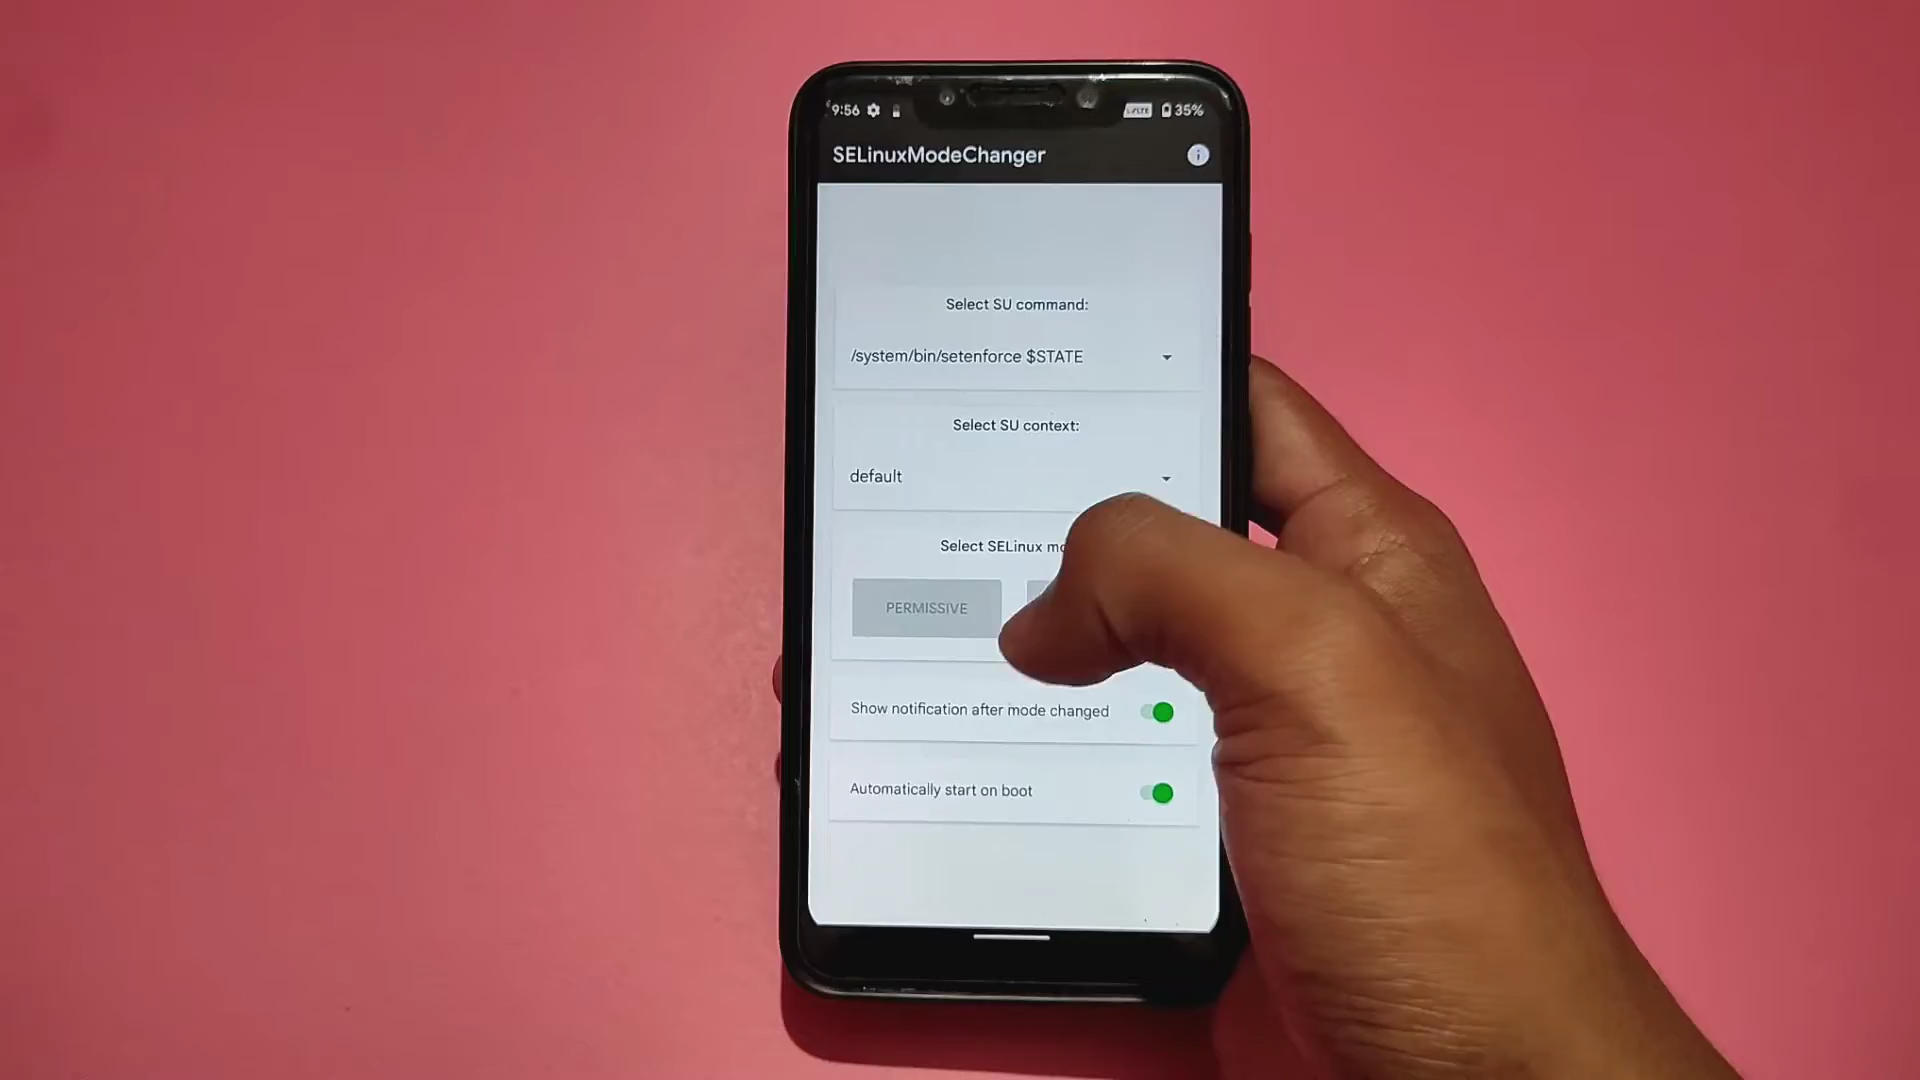 9:56
35%
SELinuxModeChanger
Select SU command:
/system/bin/setenforce $STATE
Select SU context:
default
Select SELinux
PERMISSIVE
Show notification after mode changed
Automatically start on boot